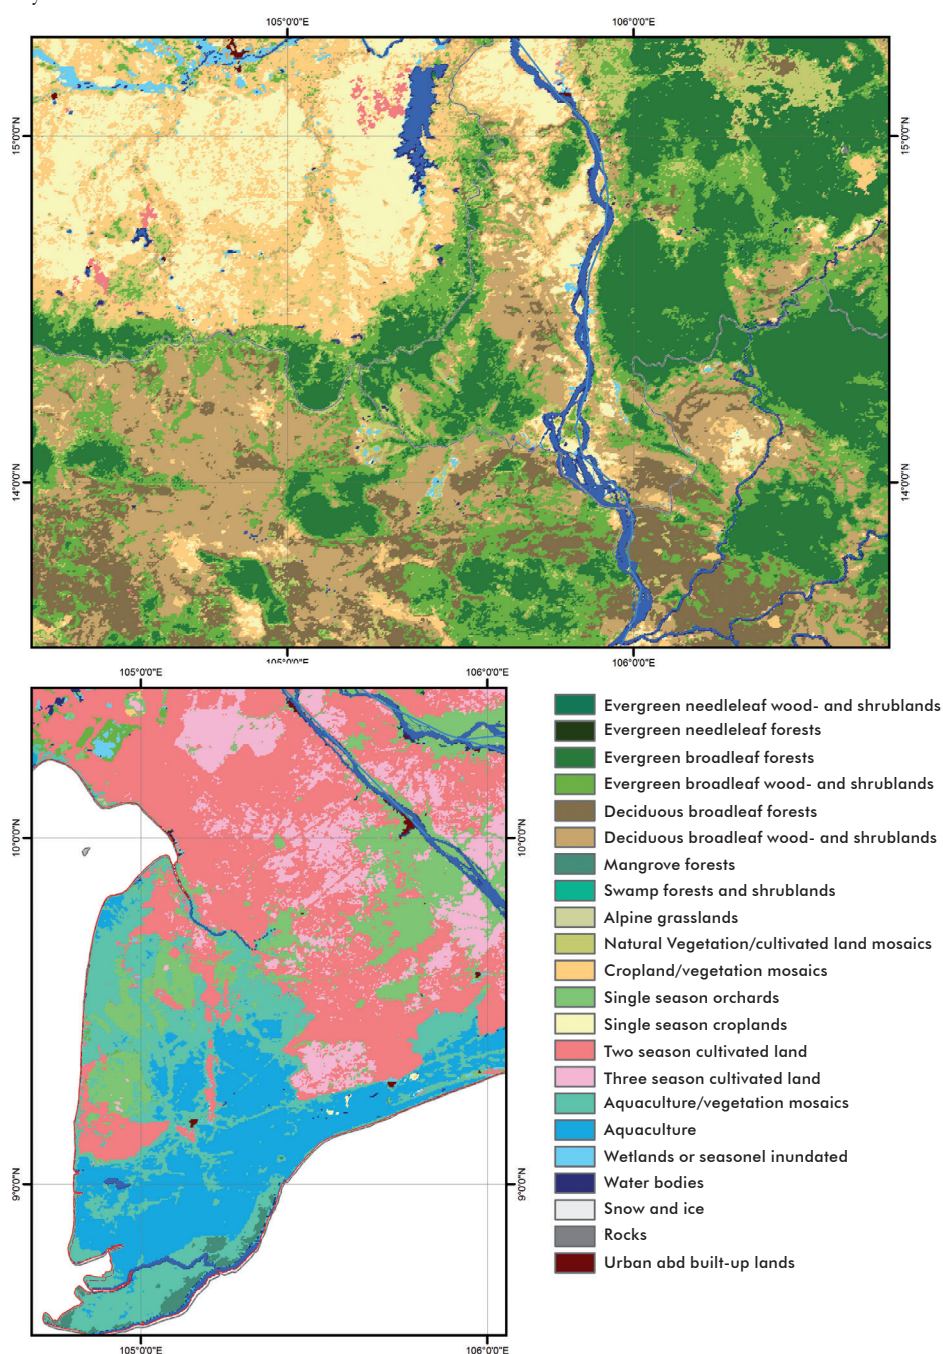 105°0'0"E 106°0'0"E
15°0'0"N 15°0'0"N
14°0'0"N 14°0'0"N
105°0'0"E 106°0'0"E
105°0'0"E 106°0'0"E
10°0'0"N 10°0'0"N
9°0'0"N 9°0'0"N
105°0'0"E 106°0'0"E
Evergreen needleleaf wood- and shrublands
Evergreen needleleaf forests
Evergreen broadleaf forests
Evergreen broadleaf wood- and shrublands
Deciduous broadleaf forests
Deciduous broadleaf wood- and shrublands
Mangrove forests
Swamp forests and shrublands
Alpine grasslands
Natural Vegetation/cultivated land mosaics
Cropland/vegetation mosaics
Single season orchards
Single season croplands
Two season cultivated land
Three season cultivated land
Aquaculture/vegetation mosaics
Aquaculture
Wetlands or seasonel inundated
Water bodies
Snow and ice
Rocks
Urban abd built-up lands